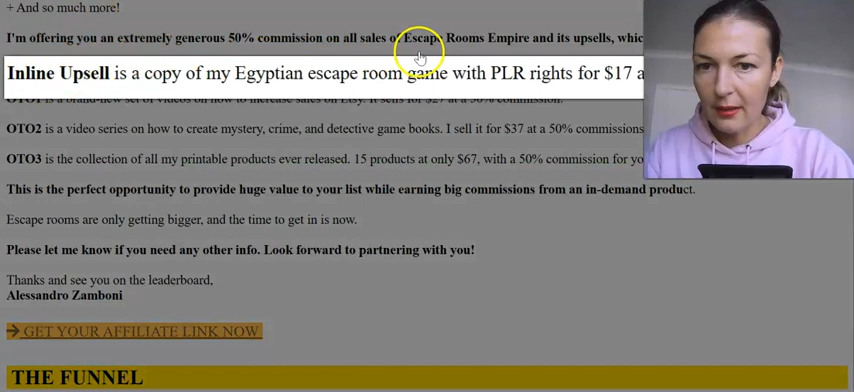 + And so much more!
I'm offering you an extremely generous 50% commission on all sales of Escape Rooms Empire and its upsells,
Inline Upsell is a copy of my Egyptian escape room game with PLR rights for $17
OTO1 is a brand-new set of videos on how to increase sales on Etsy. It sells for $27 at a 50% commission.
OTO2 is a video series on how to create mystery, crime, and detective game books. I sell it for $37 at a 50% commissions
OTO3 is the collection of all my printable products ever released. 15 products at only $67, with a 50% commission for
This is the perfect opportunity to provide huge value to your list while earning big commissions from an in-demand product.
Escape rooms are only getting bigger, and the time to get in is now.
Please let me know if you need any other info. Look forward to partnering with you!
Thanks and see you on the leaderboard,
Alessandro Zamboni
→ GET YOUR AFFILIATE LINK NOW
THE FUNNEL